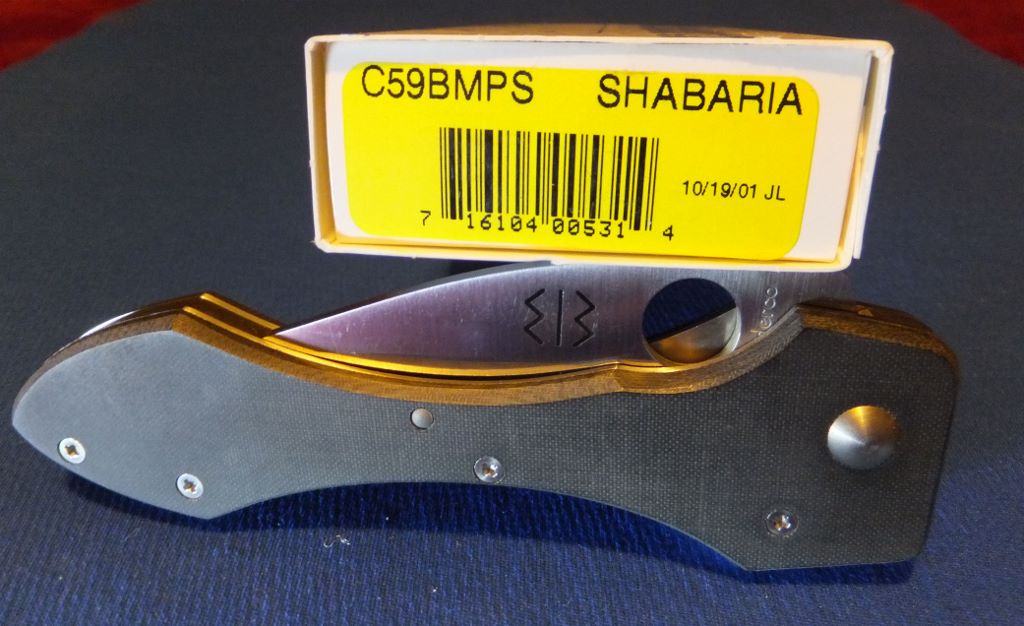 C59BMPS SHABARIA
10/19/01 JL
7 16104 00531 4